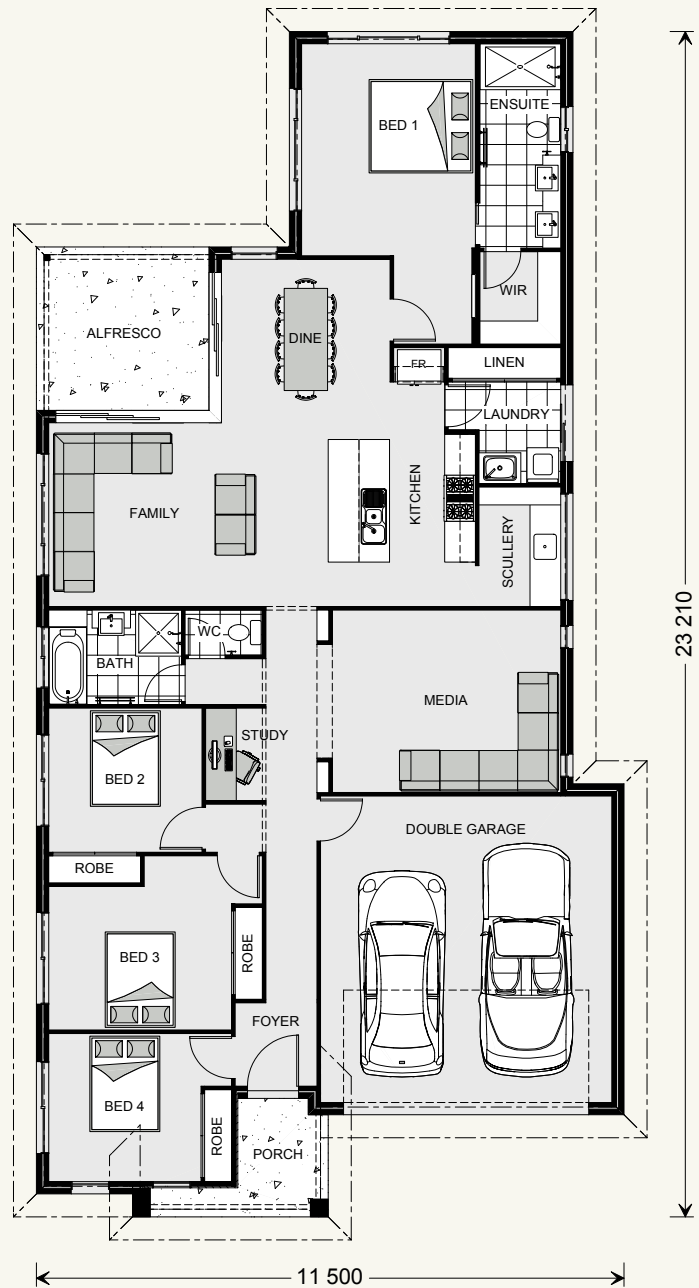 BED 1
ENSUITE
WIR
ALFRESCO
DINE
FR
LINEN
LAUNDRY
FAMILY
KITCHEN
SCULLERY
23 210
WC
BATH
MEDIA
STUDY
BED 2
DOUBLE GARAGE
ROBE
BED 3
ROBE
FOYER
BED 4
ROBE
PORCH
11 500